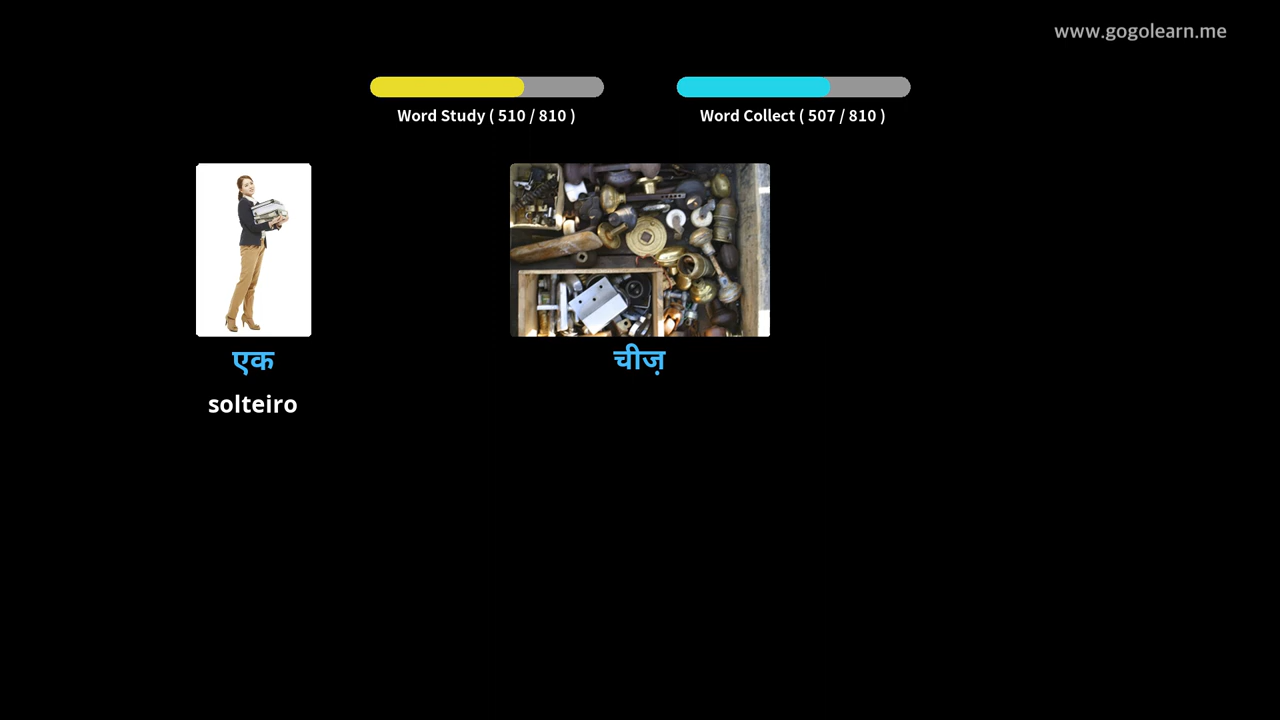 www.gogolearn.me
Word Study ( 510 / 810 )
Word Collect ( 507 / 810 )
एक
चीज़
solteiro